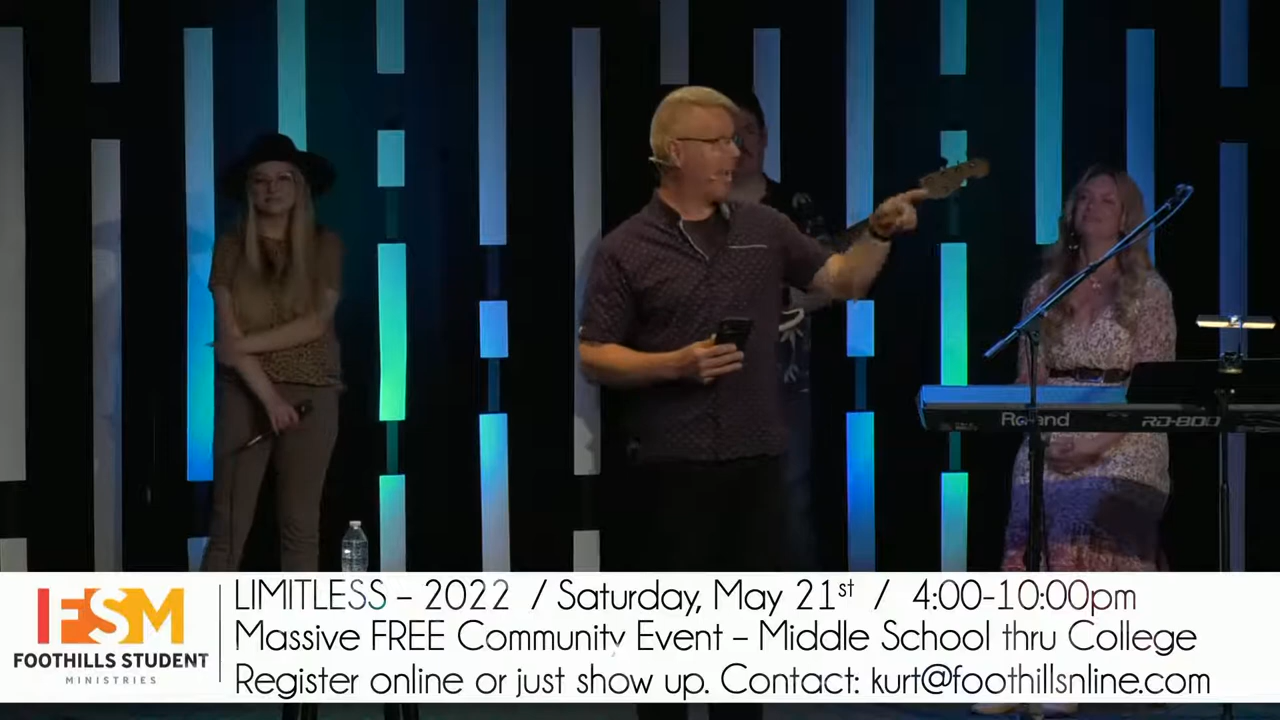 Roland RD-800
FSM
FOOTHILLS STUDENT
MINISTRIES
LIMITLESS – 2022 / Saturday, May 21st / 4:00-10:00pm
Massive FREE Community Event – Middle School thru College
Register online or just show up. Contact: kurt@foothillsnline.com